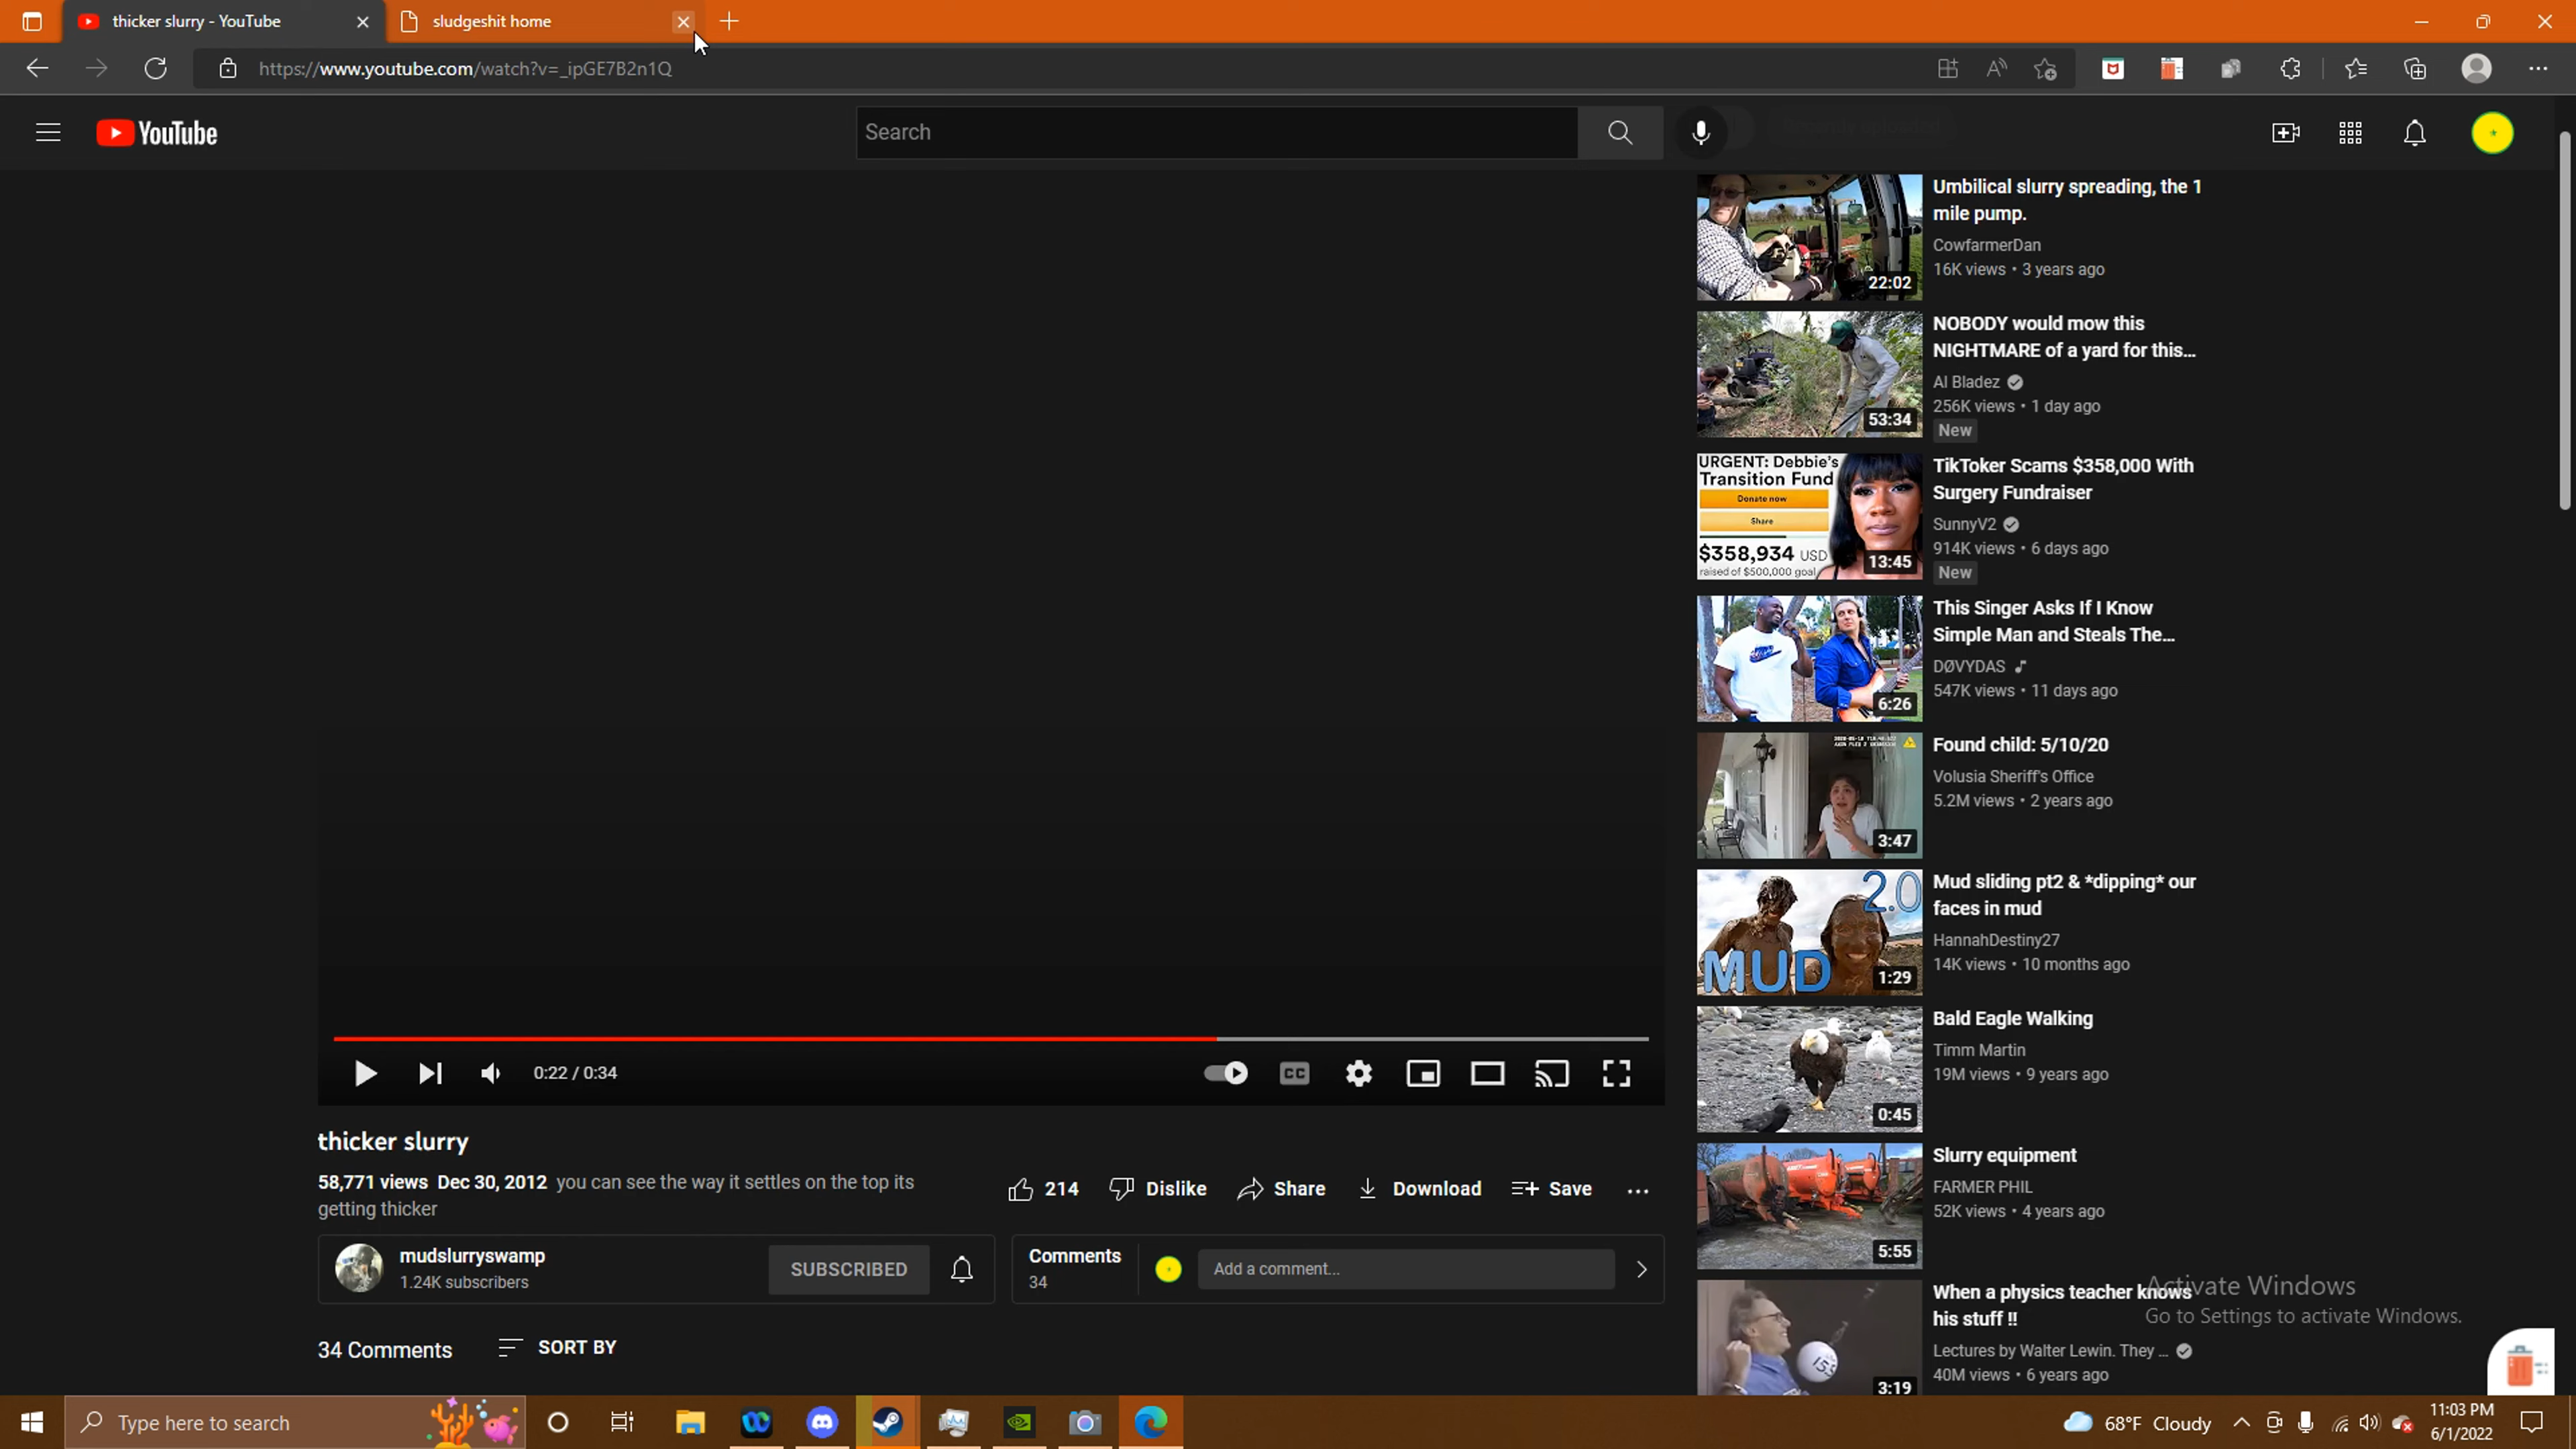 thicker slurry - YouTube
sludgeshit home
https://www.youtube.com/watch?v=_ipGE7B2n1Q
YouTube
Search
22:02
Umbilical slurry spreading, the 1
mile pump.
CowfarmerDan
16K views • 3 years ago
53:34
NOBODY would mow this
NIGHTMARE of a yard for this...
Al Bladez
256K views • 1 day ago
New
URGENT: Debbie's
Transition Fund
Donate now
Share
$358,934 USD
raised of $500,000 goal
13:45
TikToker Scams $358,000 With
Surgery Fundraiser
SunnyV2
914K views • 6 days ago
New
6:26
This Singer Asks If I Know
Simple Man and Steals The...
DØVYDAS
547K views • 11 days ago
3:47
Found child: 5/10/20
Volusia Sheriff's Office
5.2M views • 2 years ago
2.0
MUD
1:29
Mud sliding pt2 & *dipping* our
faces in mud
HannahDestiny27
14K views • 10 months ago
0:45
Bald Eagle Walking
Timm Martin
19M views • 9 years ago
5:55
Slurry equipment
FARMER PHIL
52K views • 4 years ago
3:19
When a physics teacher knows
his stuff !!
Lectures by Walter Lewin. They ...
40M views • 6 years ago
0:22 / 0:34
CC
thicker slurry
58,771 views Dec 30, 2012 you can see the way it settles on the top its
getting thicker
214
Dislike
Share
Download
Save
mudslurryswamp
1.24K subscribers
SUBSCRIBED
Comments
34
Add a comment...
34 Comments
SORT BY
Activate Windows
Go to Settings to activate Windows.
Type here to search
68°F Cloudy
11:03 PM
6/1/2022